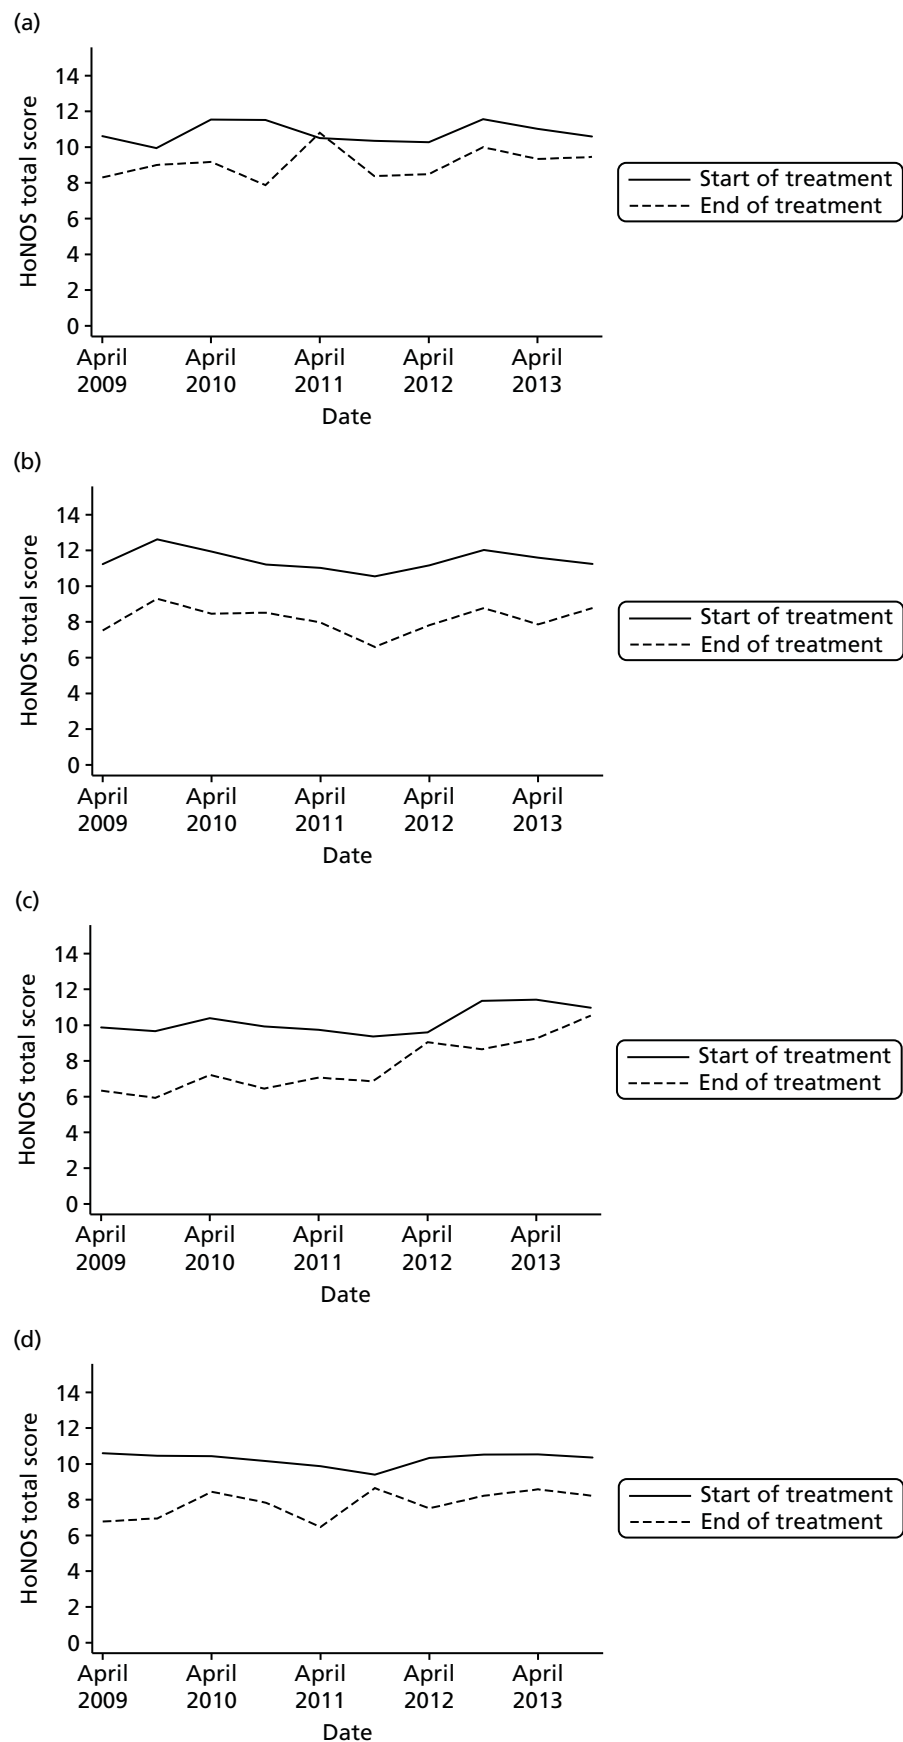 (a)
14
12
10
8
6
4
2
0
HoNOS total score
April 2009
April 2010
April 2011
April 2012
April 2013
Date
Start of treatment
End of treatment
(b)
14
12
10
8
6
4
2
0
HoNOS total score
April 2009
April 2010
April 2011
April 2012
April 2013
Date
Start of treatment
End of treatment
(c)
14
12
10
8
6
4
2
0
HoNOS total score
April 2009
April 2010
April 2011
April 2012
April 2013
Date
Start of treatment
End of treatment
(d)
14
12
10
8
6
4
2
0
HoNOS total score
April 2009
April 2010
April 2011
April 2012
April 2013
Date
Start of treatment
End of treatment